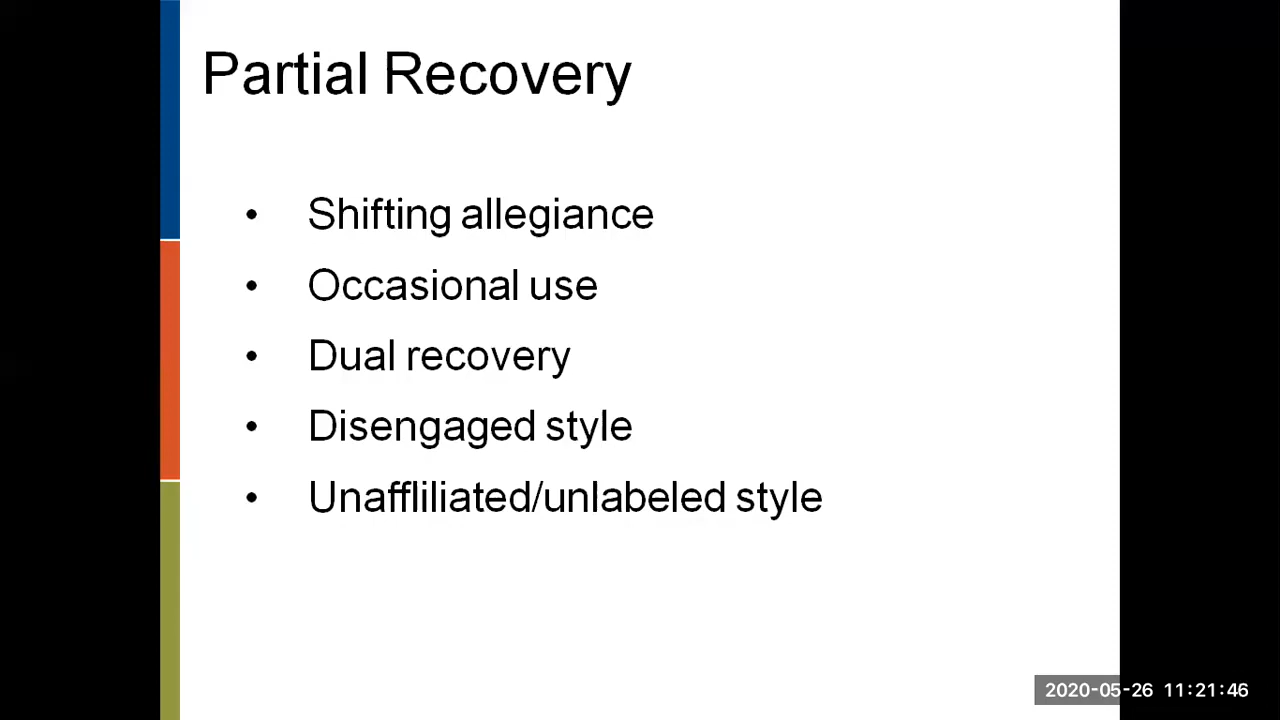 Partial Recovery
• Shifting allegiance
• Occasional use
• Dual recovery
• Disengaged style
• Unaffliliated/unlabeled style
2020-05-26 11:21:46